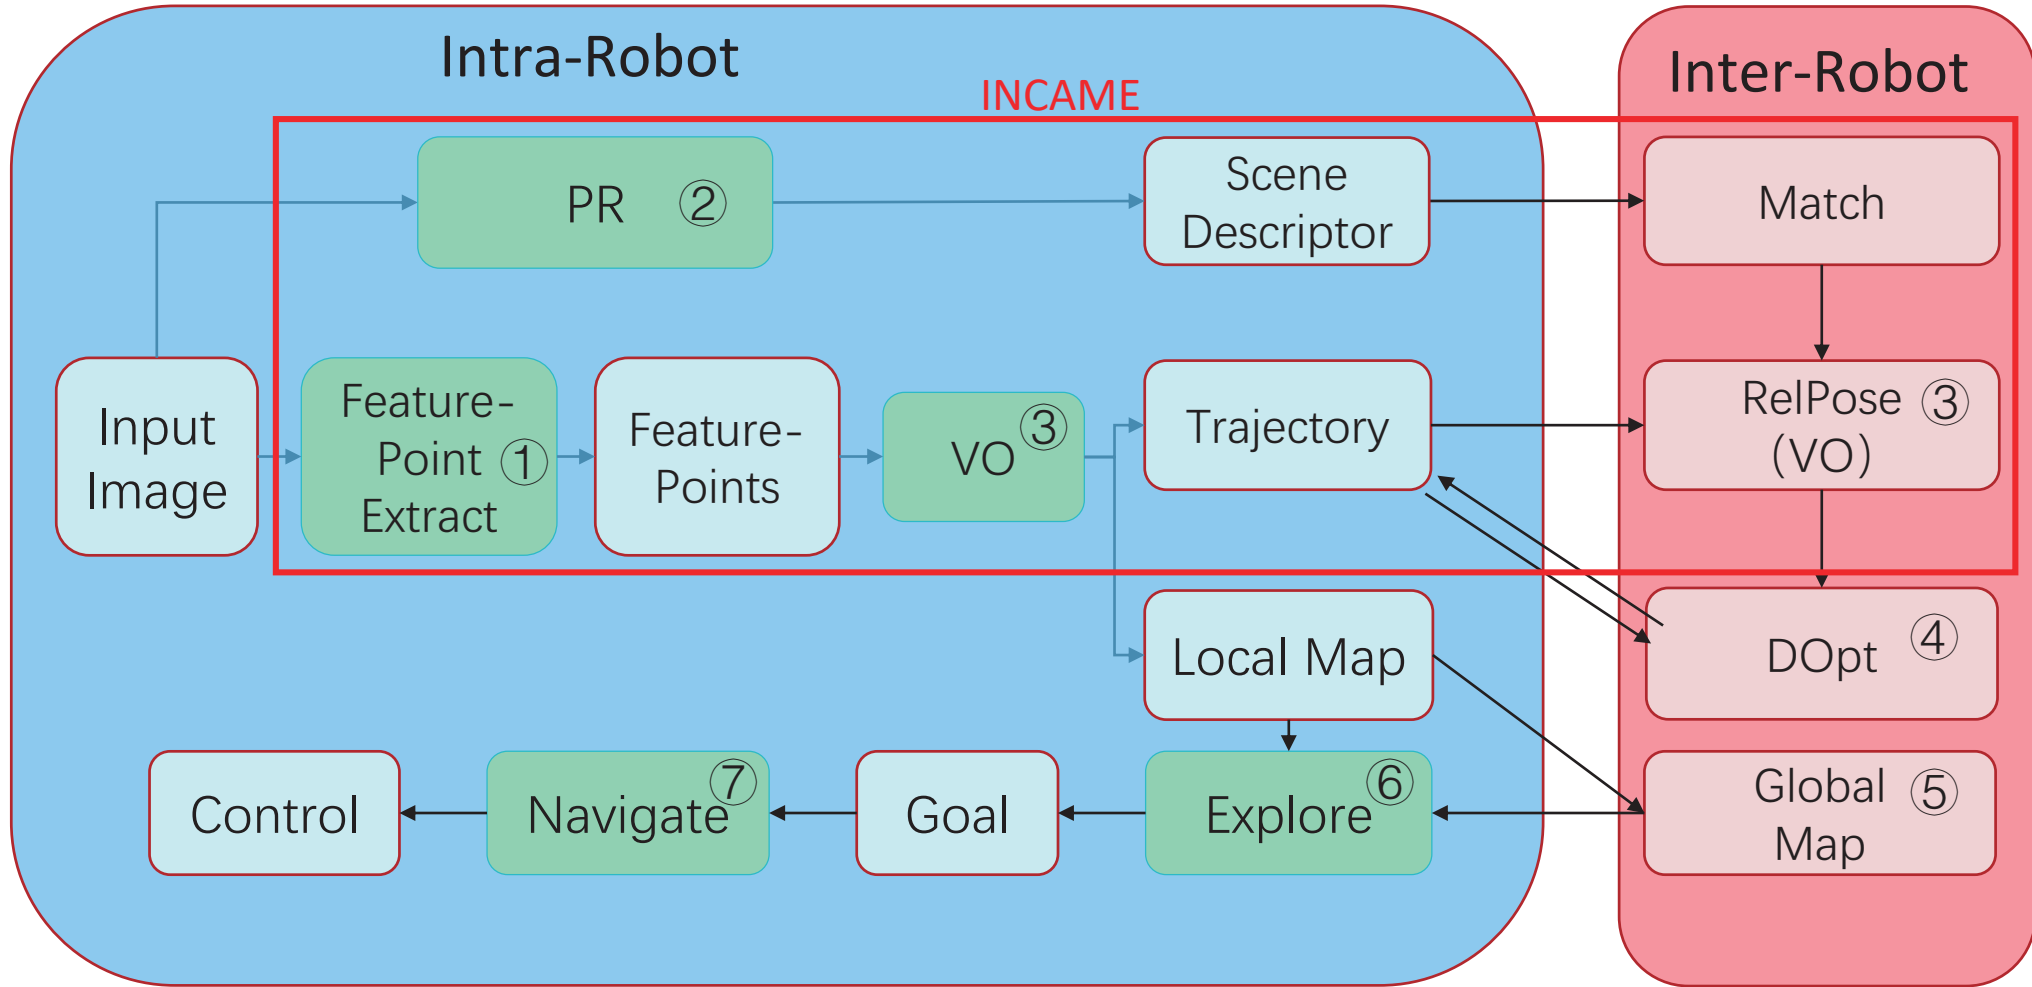 Intra-Robot
Inter-Robot
INCAME
PR ②
Scene
Descriptor
Match
Input
Image
Feature-
Point ①
Extract
Feature-
Points
VO ③
Trajectory
RelPose ③
(VO)
Local Map
DOpt ④
Control
Navigate ⑦
Goal
Explore ⑥
Global ⑤
Map